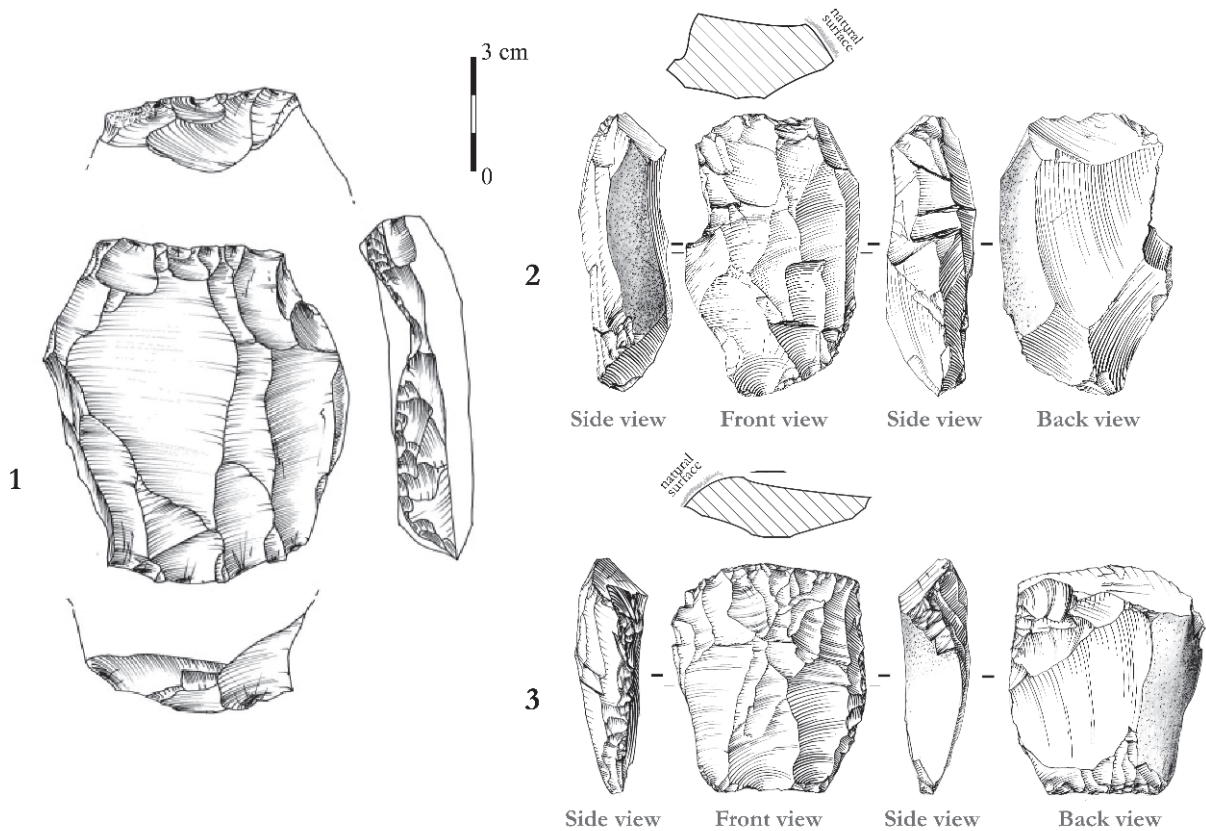 3 cm
0
1
natural
surface
2
Side view Front view Side view Back view
natural
surface
3
Side view Front view Side view Back view